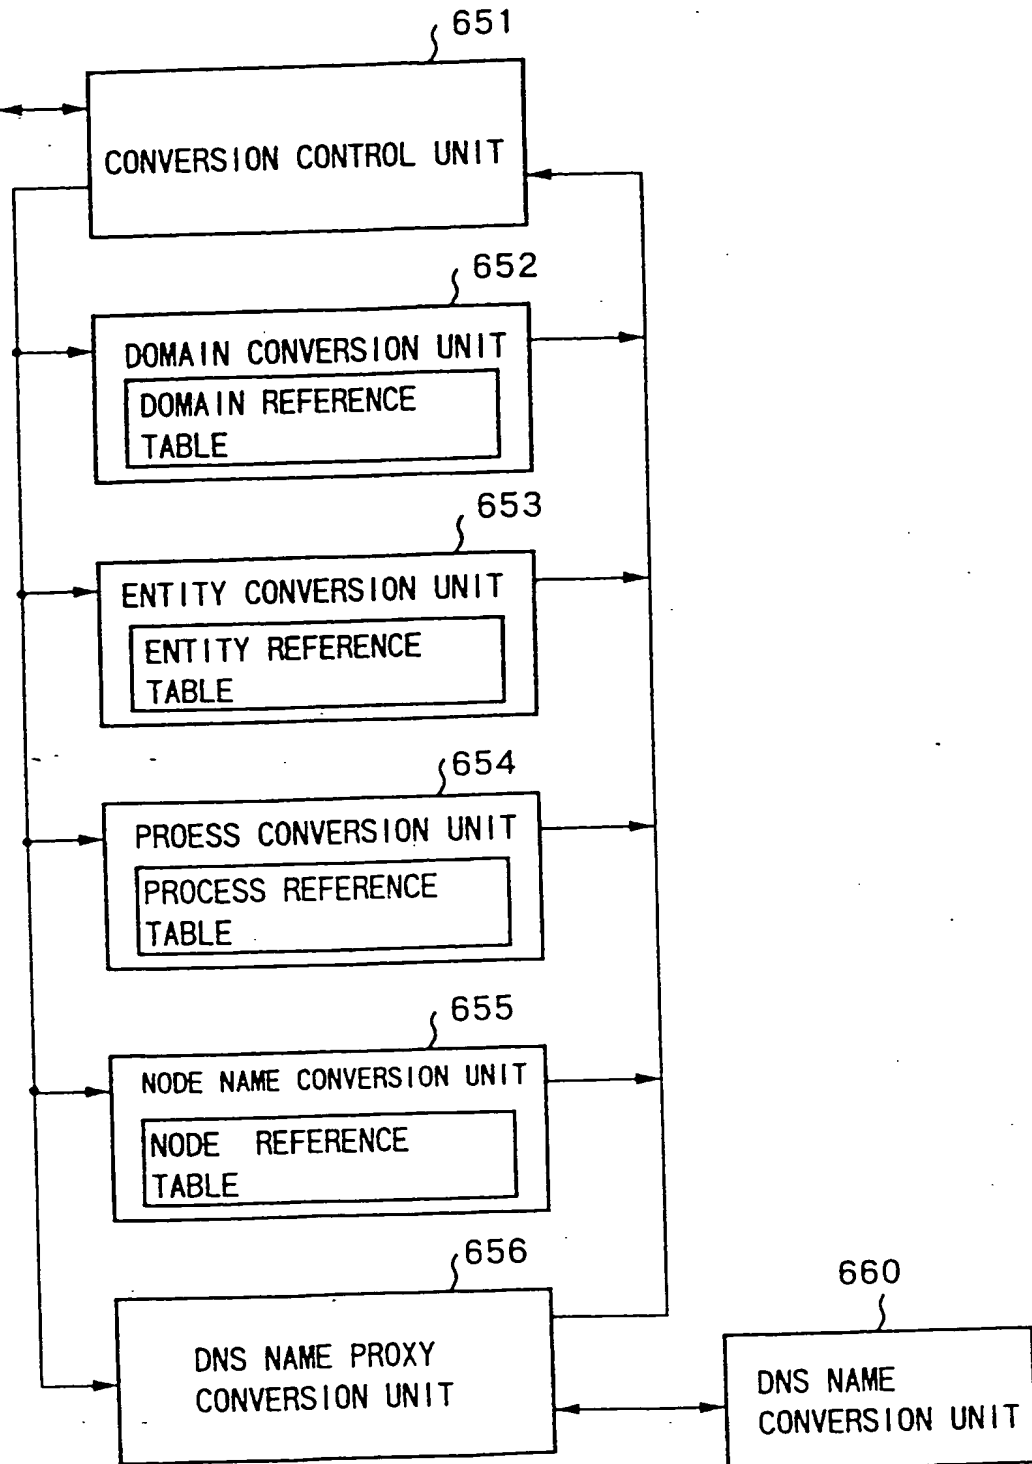 651
CONVERSION CONTROL UNIT
652
DOMAIN CONVERSION UNIT
DOMAIN REFERENCE
TABLE
653
ENTITY CONVERSION UNIT
ENTITY REFERENCE
TABLE
654
PROESS CONVERSION UNIT
PROCESS REFERENCE
TABLE
655
NODE NAME CONVERSION UNIT
NODE REFERENCE
TABLE
656
DNS NAME PROXY
CONVERSION UNIT
660
DNS NAME
CONVERSION UNIT